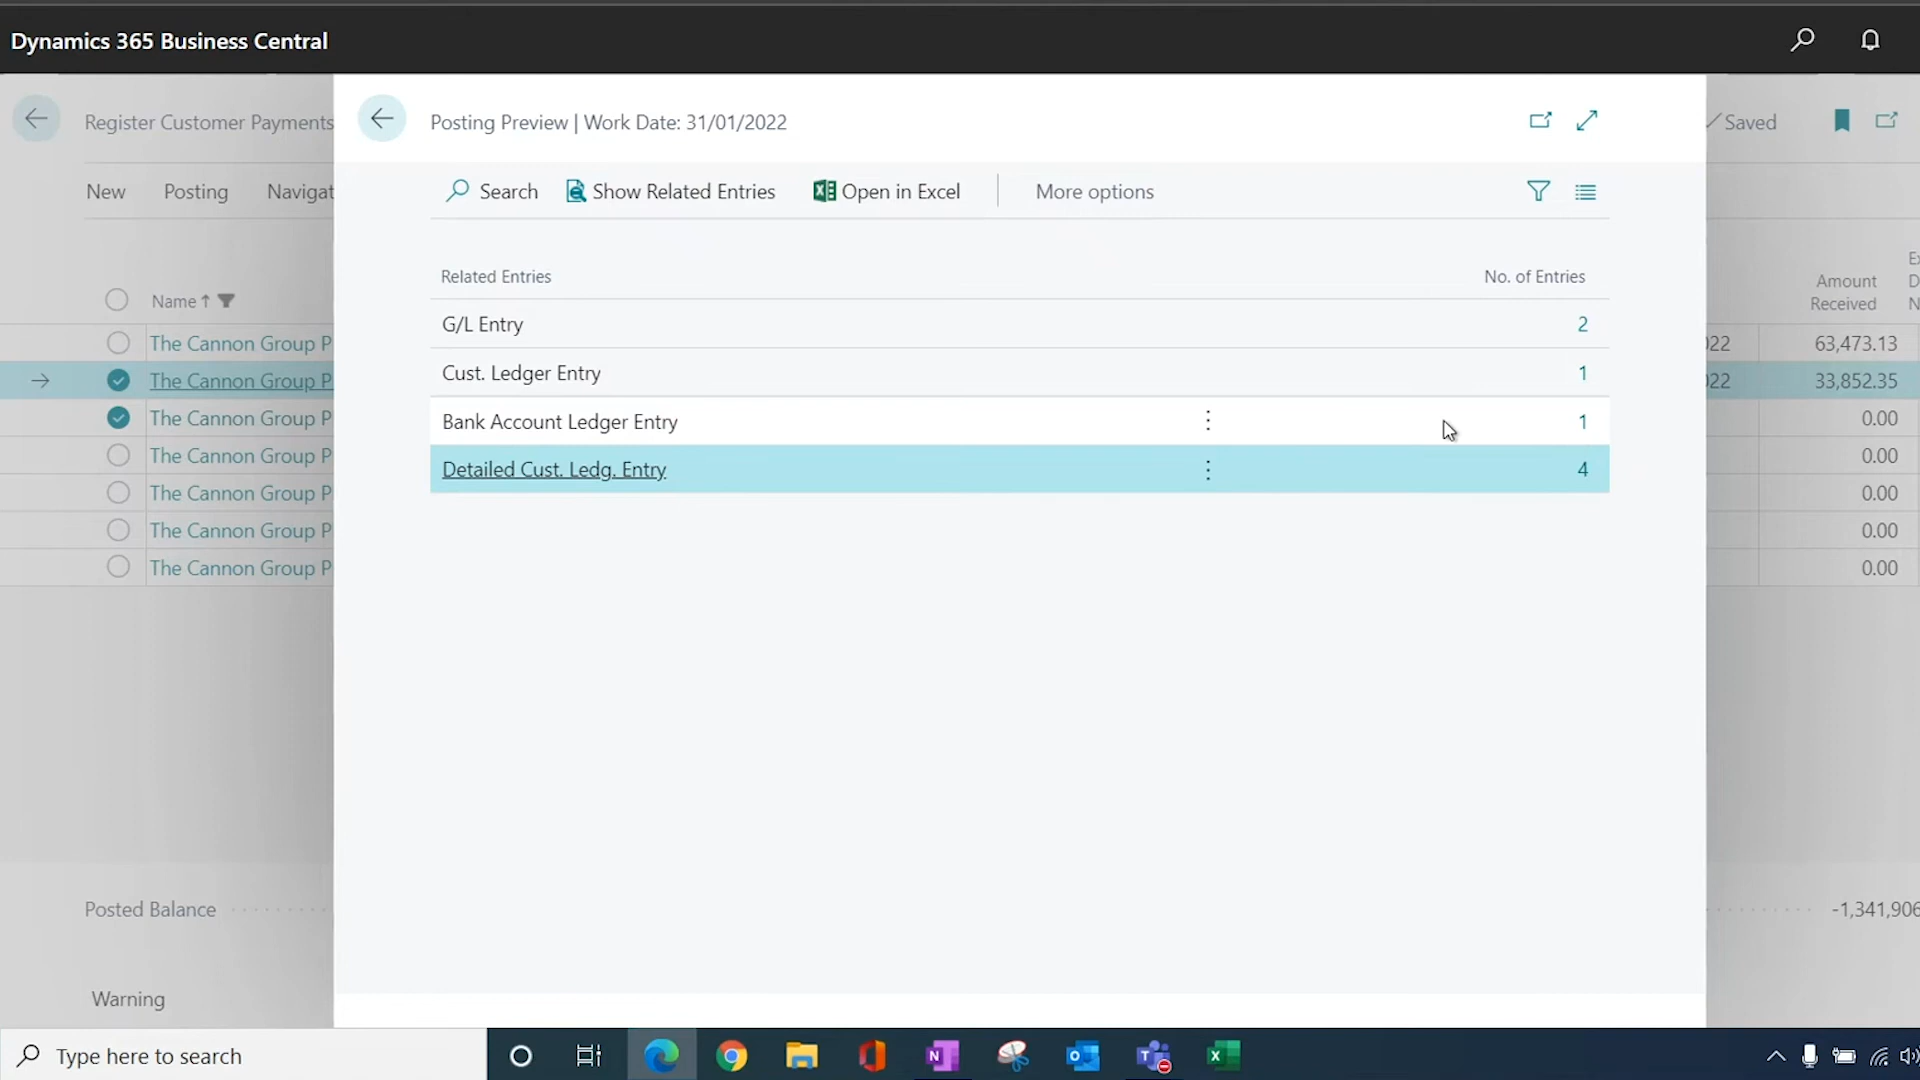 Dynamics 365 Business Central
Register Customer Payments
Posting Preview | Work Date: 31/01/2022
Saved
New Posting Navigat
Search Show Related Entries Open in Excel More options
Related Entries No. of Entries
Name
Amount
Received
G/L Entry 2
Cust. Ledger Entry 1
Bank Account Ledger Entry 1
Detailed Cust. Ledg. Entry 4
The Cannon Group P 022 63,473.13
The Cannon Group P 022 33,852.35
The Cannon Group P 0.00
The Cannon Group P 0.00
The Cannon Group P 0.00
The Cannon Group P 0.00
The Cannon Group P 0.00
Posted Balance -1,341,906
Warning
Type here to search